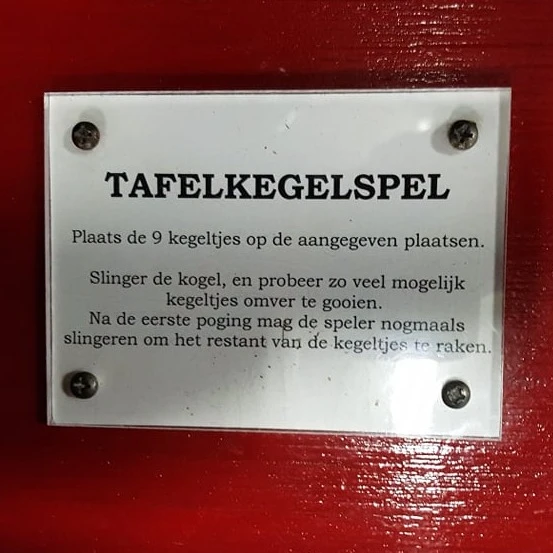 TAFELKEGELSPEL
Plaats de 9 kegeltjes op de aangegeven plaatsen.
Slinger de kogel, en probeer zo veel mogelijk
kegeltjes omver te gooien.
Na de eerste poging mag de speler nogmaals
slingeren om het restant van de kegeltjes te raken.